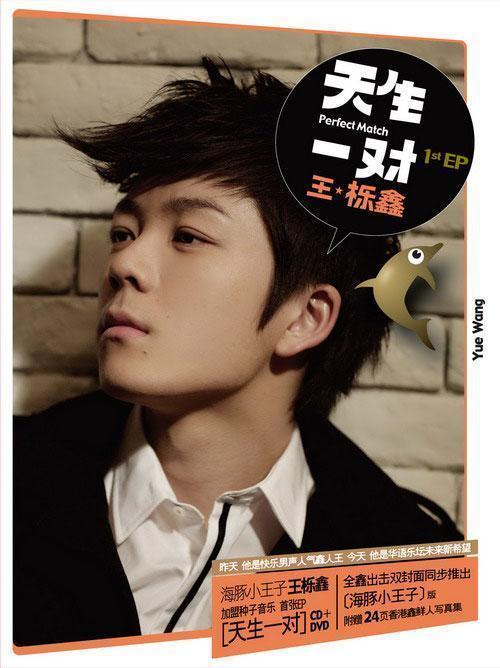 天生
Perfect Match
一对
1st EP
王★栎鑫
Yue Wang
昨天 他是快乐男声人气鑫人王 今天 他是华语乐坛未来新希望
海豚小王子王栎鑫
加盟种子音乐 首张EP
[天生一对] CD+DVD
全鑫出击双封面同步推出
〔海豚小王子〕版
附赠24页香港鑫鲜人写真集